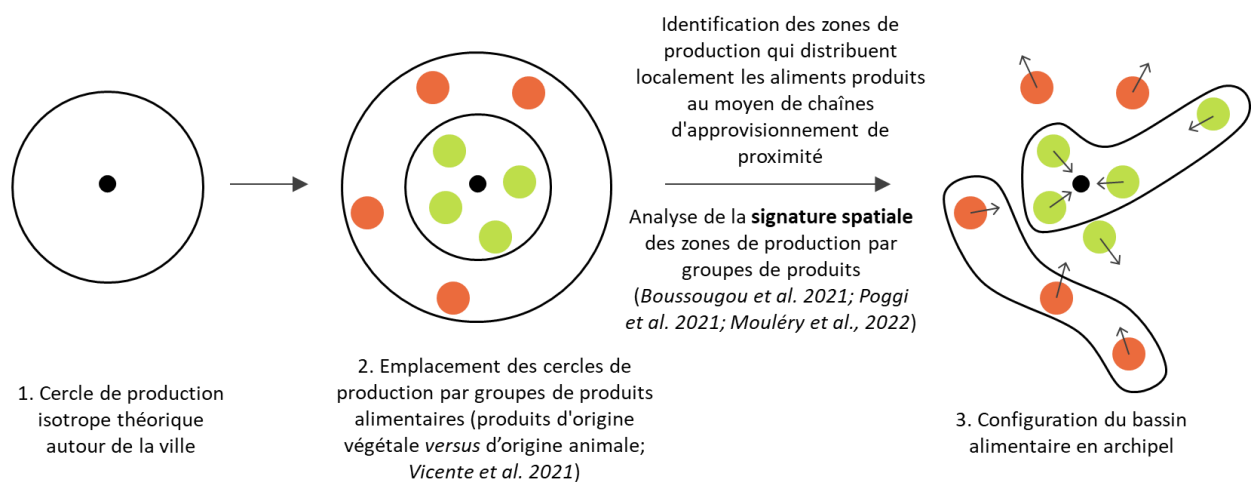 1. Cercle de production
isotrope théorique
autour de la ville
2. Emplacement des cercles de
production par groupes de produits
alimentaires (produits d'origine
végétale versus d’origine animale;
Vicente et al. 2021)
Identification des zones de
production qui distribuent
localement les aliments produits
au moyen de chaînes
d'approvisionnement de
proximité
Analyse de la signature spatiale
des zones de production par
groupes de produits
(Boussougou et al. 2021; Poggi
et al. 2021; Mouléry et al., 2022)
3. Configuration du bassin
alimentaire en archipel